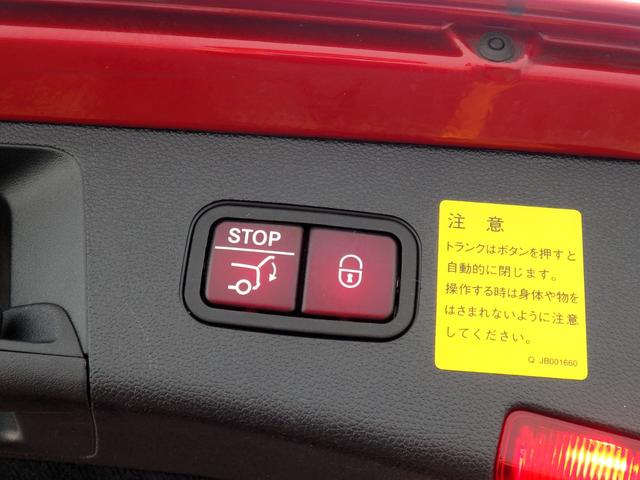 STOP
注 意
トランクはボタンを押すと
自動的に閉じます。
操作する時は身体や物を
はさまれないように注意
してください。
Q JB001660